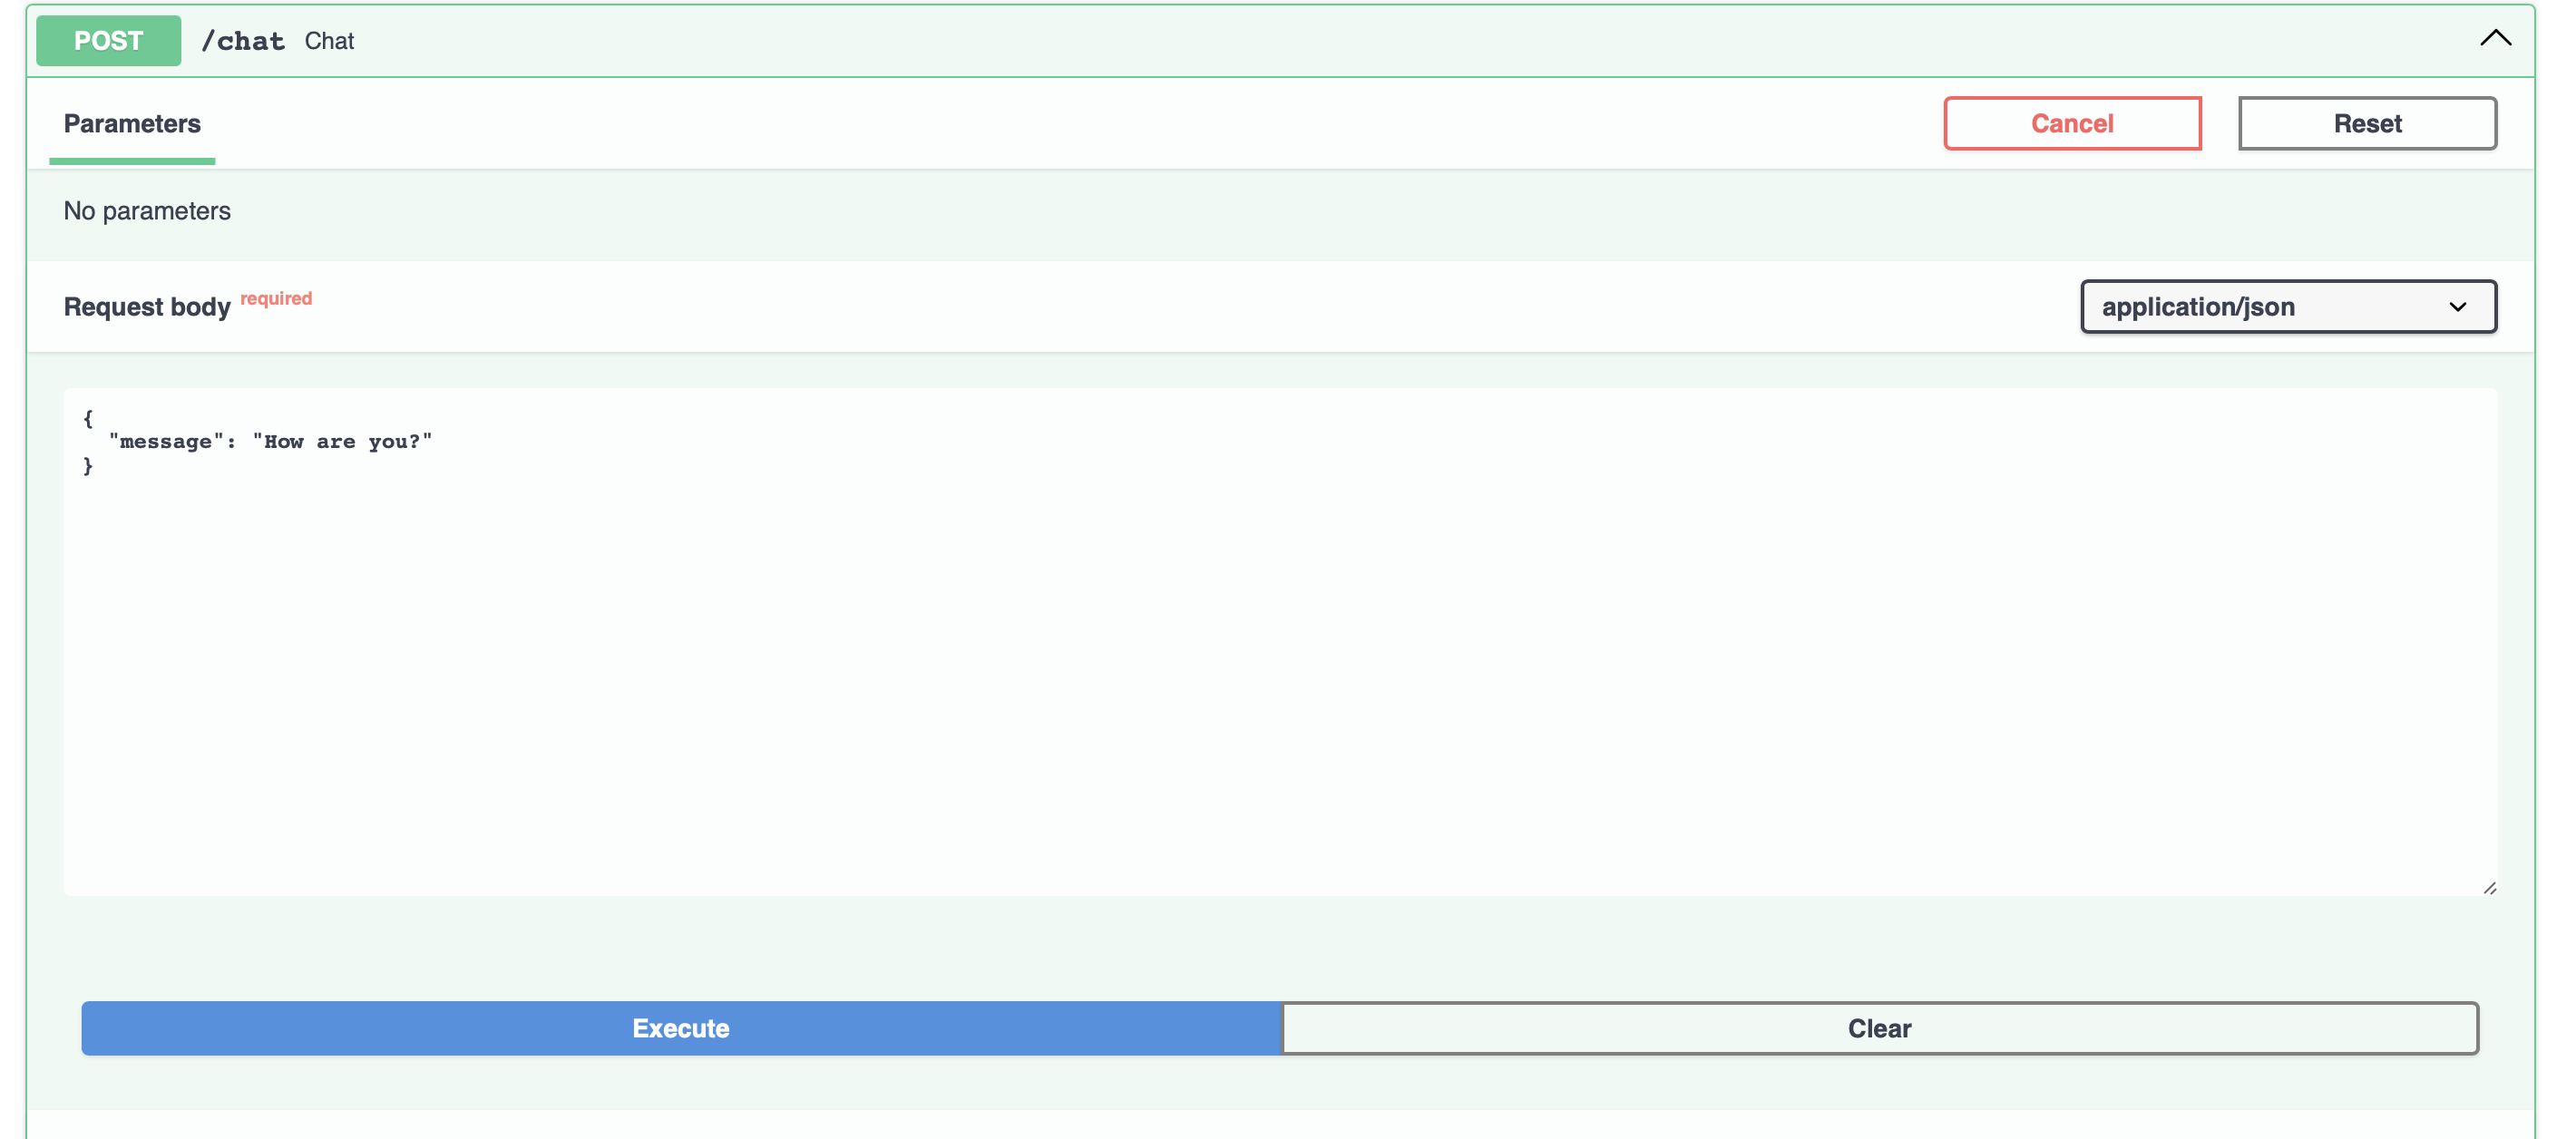 POST /chat Chat
Parameters
Cancel
Reset
No parameters
Request body required
application/json
{
  "message": "How are you?"
}
Execute
Clear